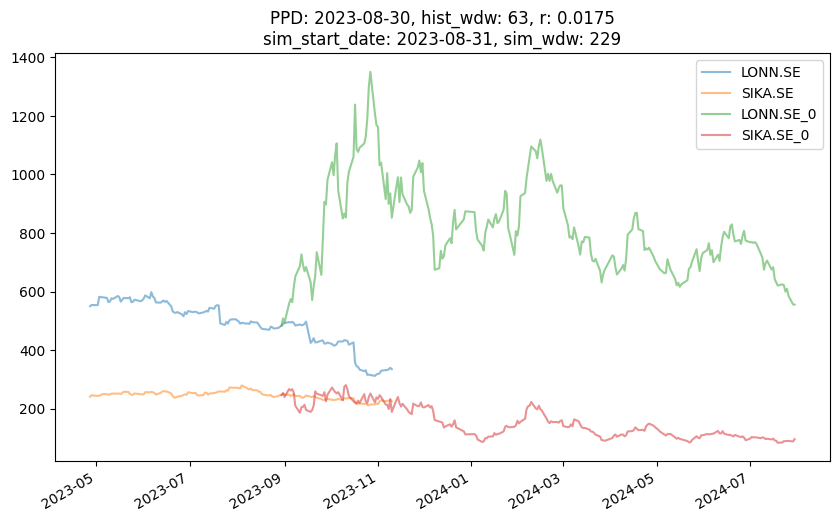 PPD: 2023-08-30, hist_wdw: 63, r: 0.0175
sim_start_date: 2023-08-31, sim_wdw: 229
1400
1200
1000
800
600
400
200
LONN.SE
SIKA.SE
LONN.SE_0
SIKA.SE_0
2023-05
2023-07
2023-09
2023-11
2024-01
2024-03
2024-05
2024-07